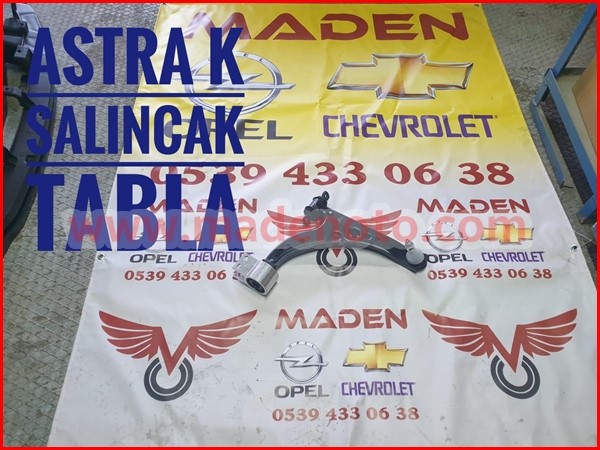 MADEN
ASTRA K
SALINCAK
TABLA
OPEL CHEVROLET
0539 433 06 38
www.madenoto.com
MADEN
OPEL CHEVROLET
0539 433 06 38
OPEL CHEVROLET
0539 433 06 38
MADEN
OPEL CHEVROLET
0539 433 06 38